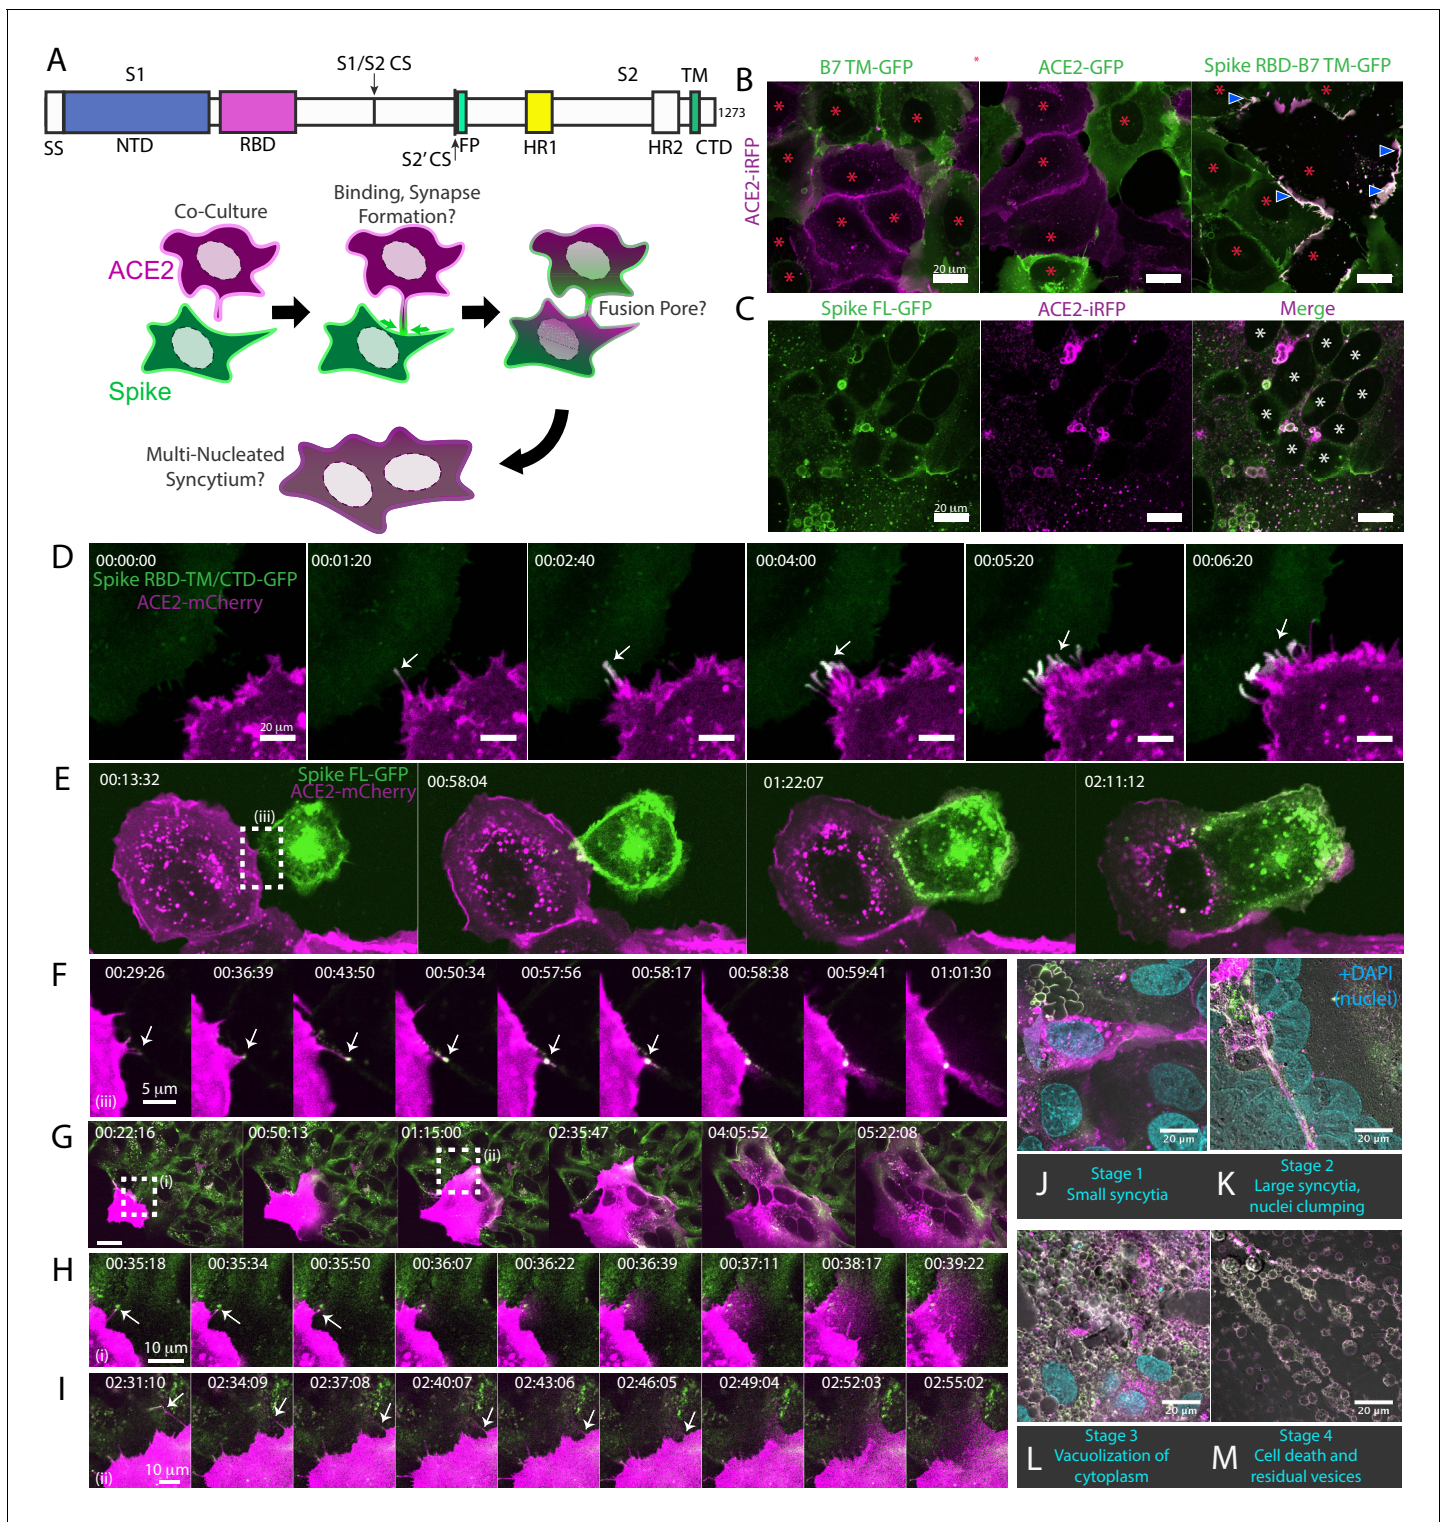 A
S1
S1/S2 CS
S2
TM
1273
SS
NTD
RBD
S2′ CS
FP
HR1
HR2
CTD
Co-Culture
Binding, Synapse
Formation?
ACE2
Spike
Fusion Pore?
Multi-Nucleated
Syncytium?
B
B7 TM-GFP
*
ACE2-GFP
Spike RBD-B7 TM-GFP
ACE2-iRFP
20 μm
C
Spike FL-GFP
ACE2-iRFP
Merge
20 μm
D
00:00:00
00:01:20
00:02:40
00:04:00
00:05:20
00:06:20
Spike RBD-TM/CTD-GFP
ACE2-mCherry
20 μm
E
00:13:32
Spike FL-GFP
ACE2-mCherry
(iii)
00:58:04
01:22:07
02:11:12
F
00:29:26
00:36:39
00:43:50
00:50:34
00:57:56
00:58:17
00:58:38
00:59:41
01:01:30
5 μm
(iii)
G
00:22:16
00:50:13
01:15:00
02:35:47
04:05:52
05:22:08
(i)
(ii)
H
00:35:18
00:35:34
00:35:50
00:36:07
00:36:22
00:36:39
00:37:11
00:38:17
00:39:22
10 μm
(i)
I
02:31:10
02:34:09
02:37:08
02:40:07
02:43:06
02:46:05
02:49:04
02:52:03
02:55:02
10 μm
(ii)
+DAPI
(nuclei)
20 μm
20 μm
J
Stage 1
Small syncytia
K
Stage 2
Large syncytia,
nuclei clumping
20 μm
20 μm
L
Stage 3
Vacuolization of
cytoplasm
M
Stage 4
Cell death and
residual vesices